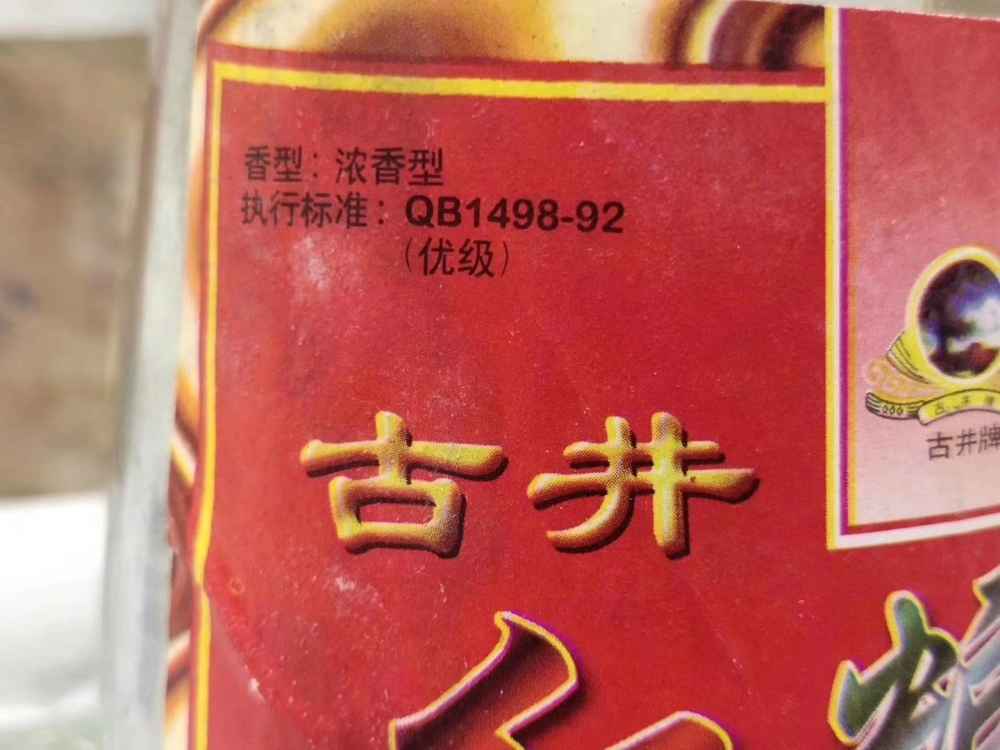 香型：浓香型
执行标准：QB1498-92
（优级）
古井
古井牌